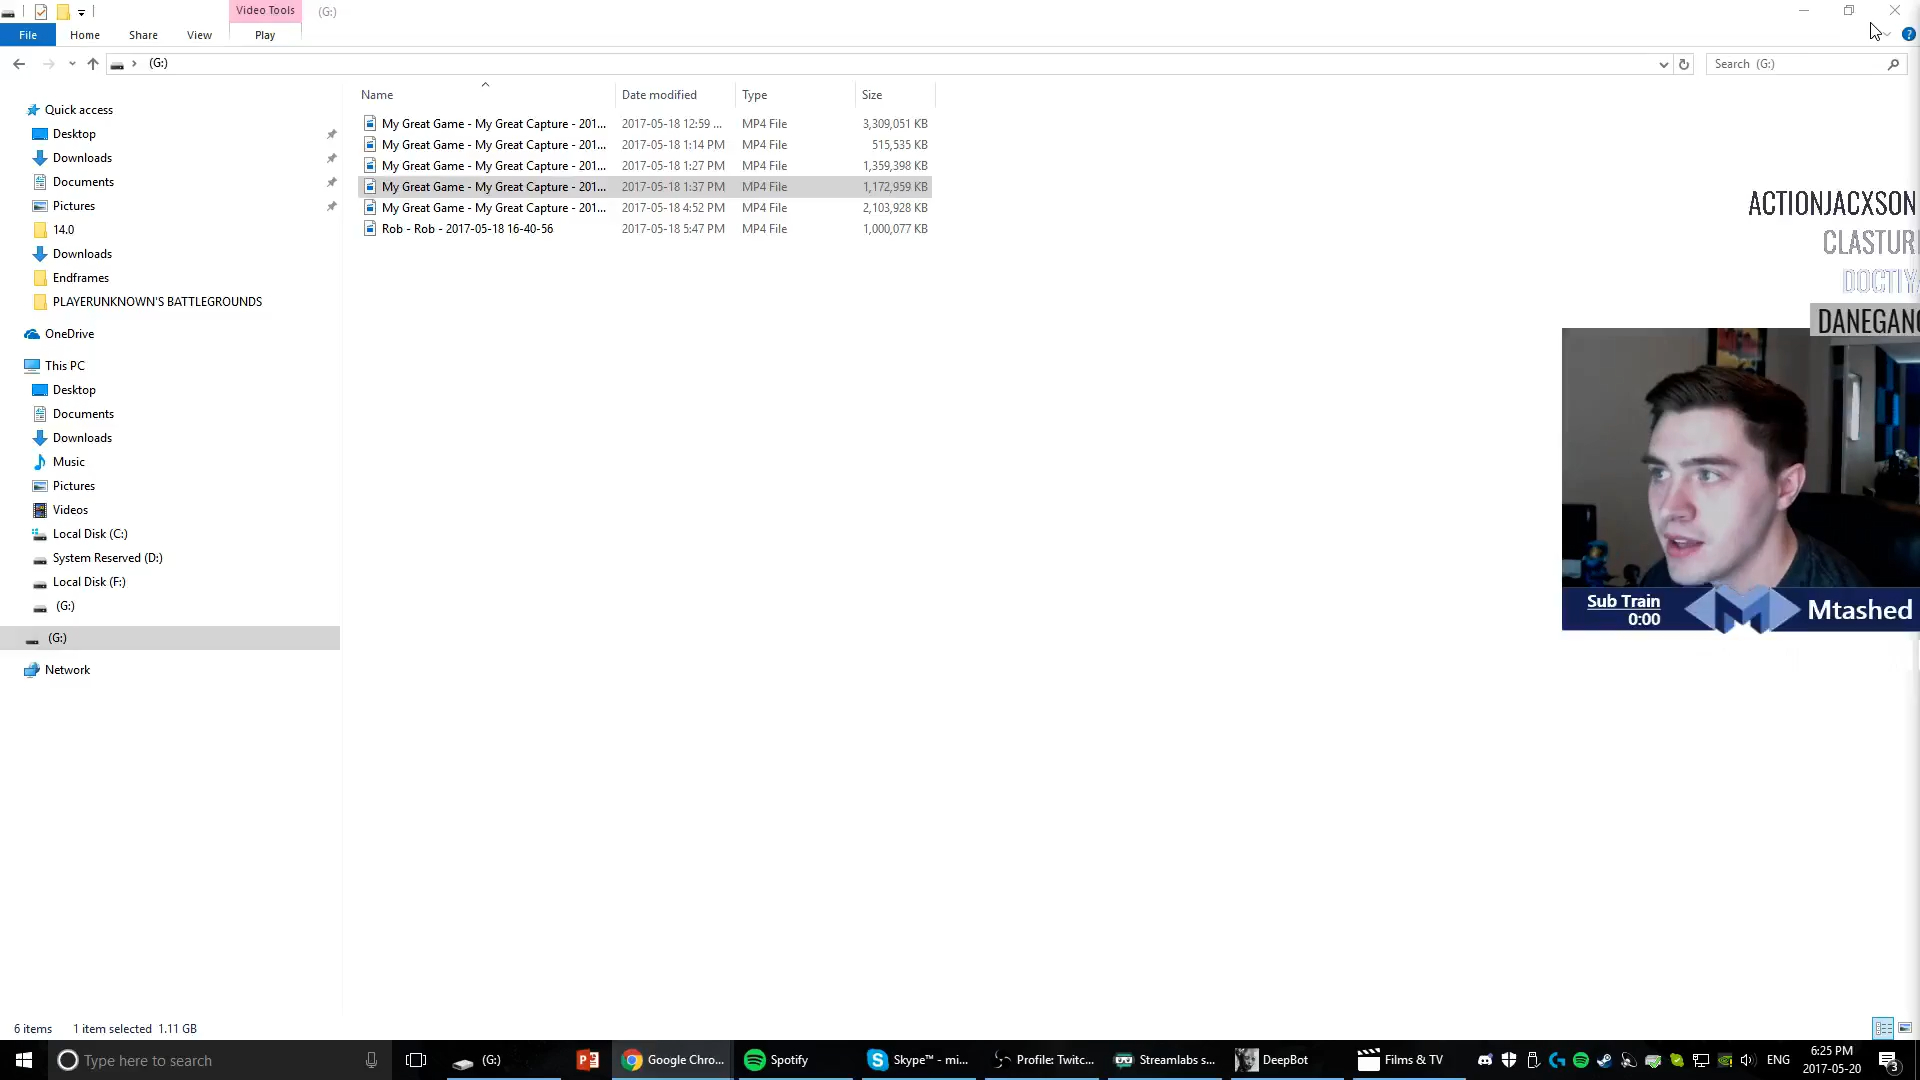 Video Tools
(G:)
File
Home
Share
View
Play
(G:)
Search (G:)
Name
Date modified
Type
Size
My Great Game - My Great Capture - 201... 2017-05-18 12:59 ... MP4 File 3,309,051 KB
My Great Game - My Great Capture - 201... 2017-05-18 1:14 PM MP4 File 515,535 KB
My Great Game - My Great Capture - 201... 2017-05-18 1:27 PM MP4 File 1,359,398 KB
My Great Game - My Great Capture - 201... 2017-05-18 1:37 PM MP4 File 1,172,959 KB
My Great Game - My Great Capture - 201... 2017-05-18 4:52 PM MP4 File 2,103,928 KB
Rob - Rob - 2017-05-18 16-40-56 2017-05-18 5:47 PM MP4 File 1,000,077 KB
Quick access
Desktop
Downloads
Documents
Pictures
14.0
Downloads
Endframes
PLAYERUNKNOWN'S BATTLEGROUNDS
OneDrive
This PC
Desktop
Documents
Downloads
Music
Pictures
Videos
Local Disk (C:)
System Reserved (D:)
Local Disk (F:)
(G:)
(G:)
Network
ACTIONJACXSON
CLASTUR
DOCTIY
DANEGANG
Sub Train
0:00
Mtashed
6 items 1 item selected 1.11 GB
Type here to search
(G:)
Google Chro...
Spotify
Skype™ - mi...
Profile: Twitc...
Streamlabs s...
DeepBot
Films & TV
ENG
6:25 PM
2017-05-20
3